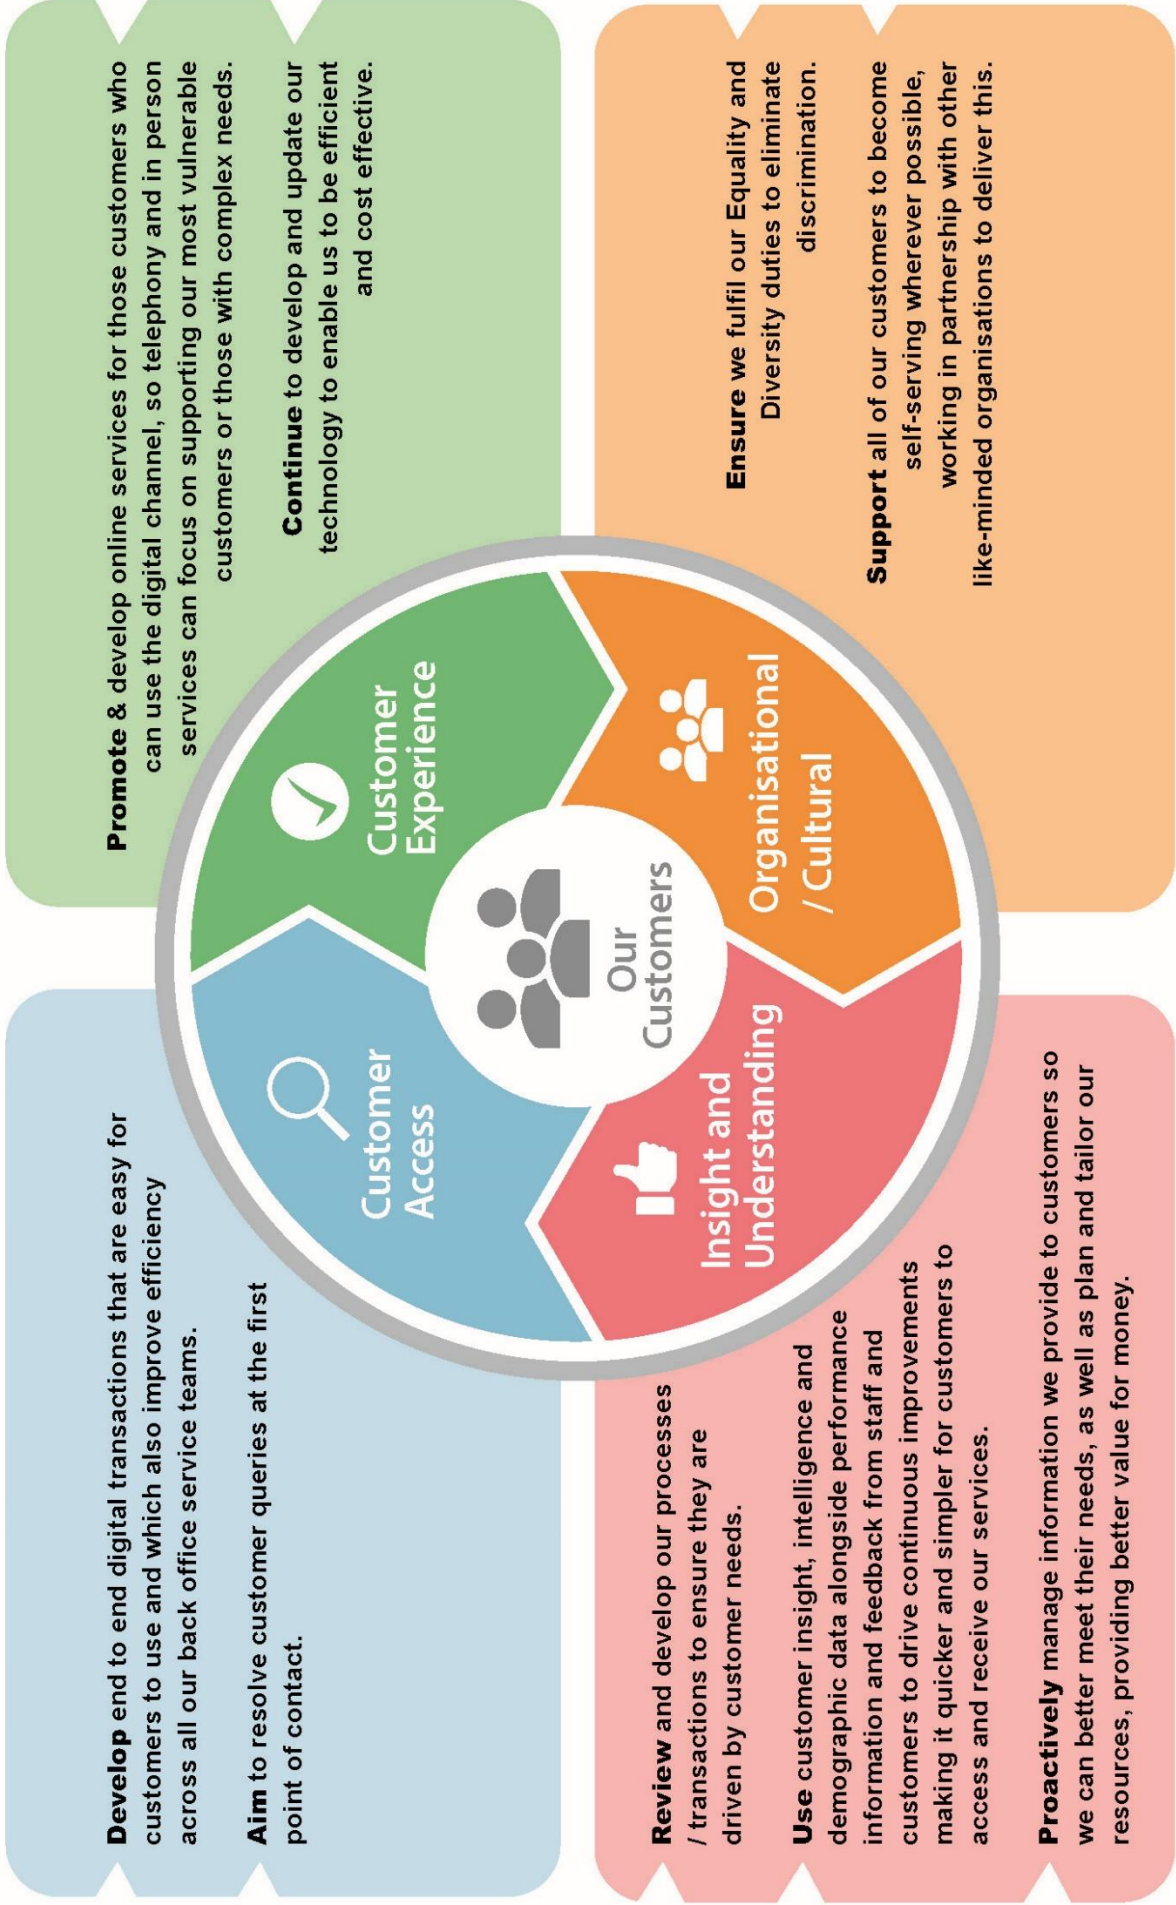 Develop end to end digital transactions that are easy for
customers to use and which also improve efficiency
across all our back office service teams.
Aim to resolve customer queries at the first
point of contact.
Promote & develop online services for those customers who
can use the digital channel, so telephony and in person
services can focus on supporting our most vulnerable
customers or those with complex needs.
Continue to develop and update our
technology to enable us to be efficient
and cost effective.
Customer
Access
Customer
Experience
Our
Customers
Insight and
Understanding
Organisational
/ Cultural
Review and develop our processes
/ transactions to ensure they are
driven by customer needs.
Use customer insight, intelligence and
demographic data alongside performance
information and feedback from staff and
customers to drive continuous improvements
making it quicker and simpler for customers to
access and receive our services.
Proactively manage information we provide to customers so
we can better meet their needs, as well as plan and tailor our
resources, providing better value for money.
Ensure we fulfil our Equality and
Diversity duties to eliminate
discrimination.
Support all of our customers to become
self-serving wherever possible,
working in partnership with other
like-minded organisations to deliver this.